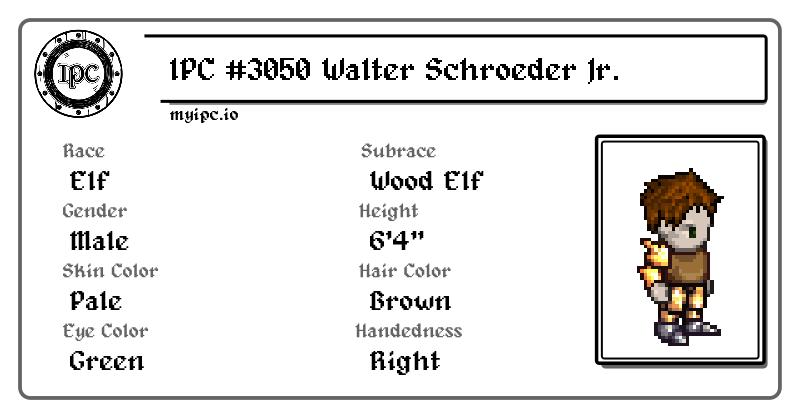 IPC
IPC #3050 Walter Schroeder Jr.
myipc.io
Race
Elf
Subrace
Wood Elf
Gender
Male
Height
6'4"
Skin Color
Pale
Hair Color
Brown
Eye Color
Green
Handedness
Right